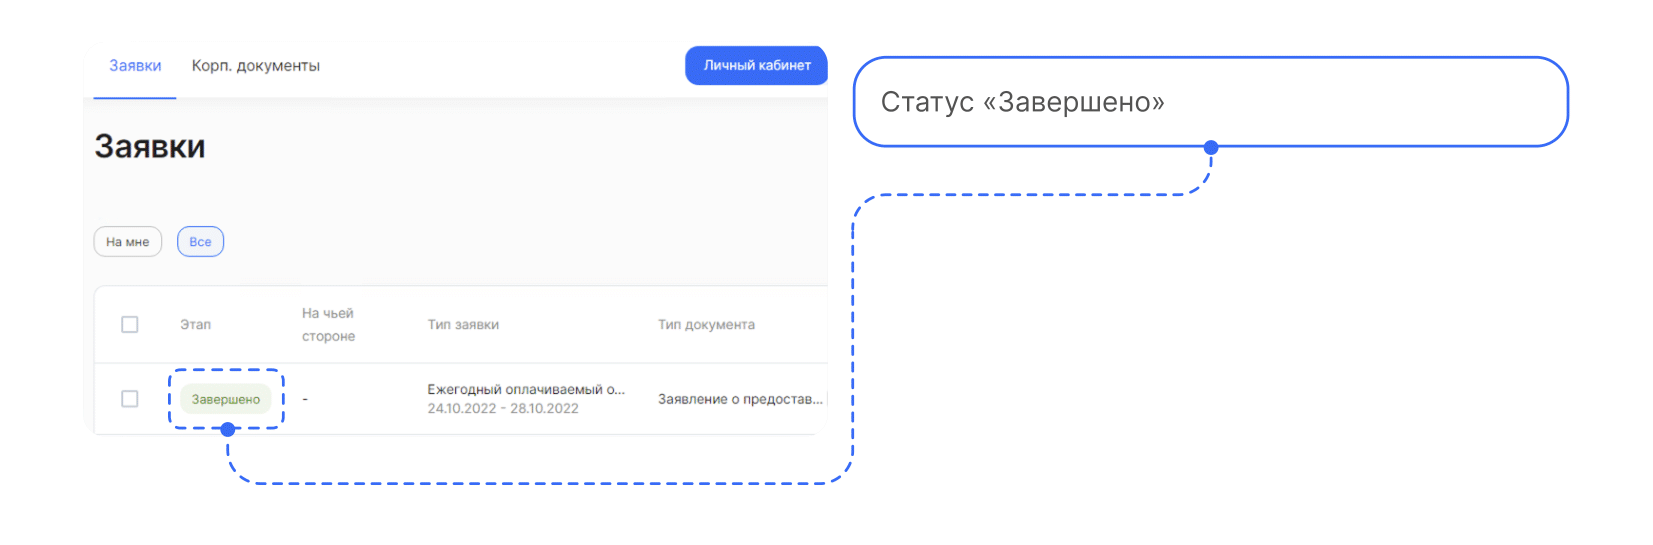 Заявки Корп. документы Личный кабинет
Статус «Завершено»
Заявки
На мне Все
Этап На чьей стороне Тип заявки Тип документа
Завершено - Ежегодный оплачиваемый о... Заявление о предостав...
24.10.2022 - 28.10.2022